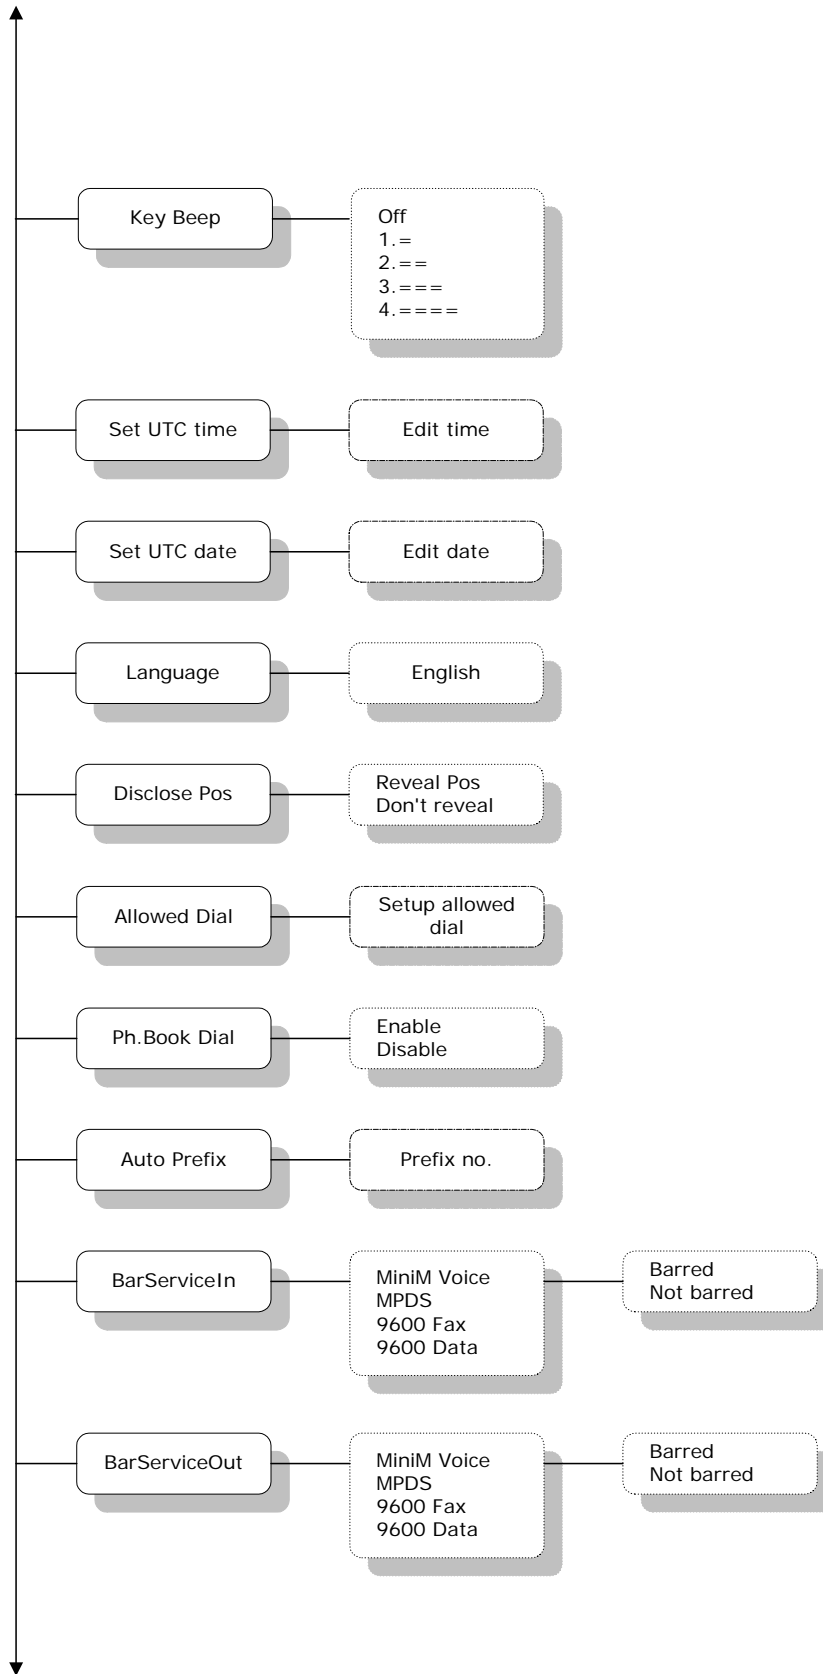 Key Beep
Off
1.=
2.==
3.===
4.====
Set UTC time
Edit time
Set UTC date
Edit date
Language
English
Disclose Pos
Reveal Pos
Don't reveal
Allowed Dial
Setup allowed
dial
Ph.Book Dial
Enable
Disable
Auto Prefix
Prefix no.
BarServiceIn
MiniM Voice
MPDS
9600 Fax
9600 Data
Barred
Not barred
BarServiceOut
MiniM Voice
MPDS
9600 Fax
9600 Data
Barred
Not barred